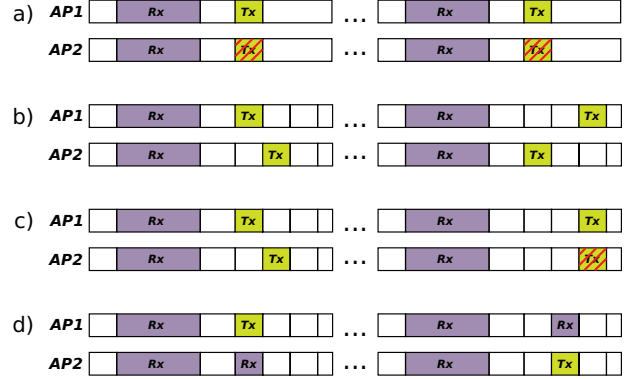 a) AP1 Rx Tx ... Rx Tx
AP2 Rx Tx Rx Tx
b) AP1 Rx Tx ... Rx Tx
AP2 Rx Tx ... Rx Tx
c) AP1 Rx Tx ... Rx Tx
AP2 Rx Tx ... Rx Tx
d) AP1 Rx Tx ... Rx Rx
AP2 Rx Rx ... Rx Tx